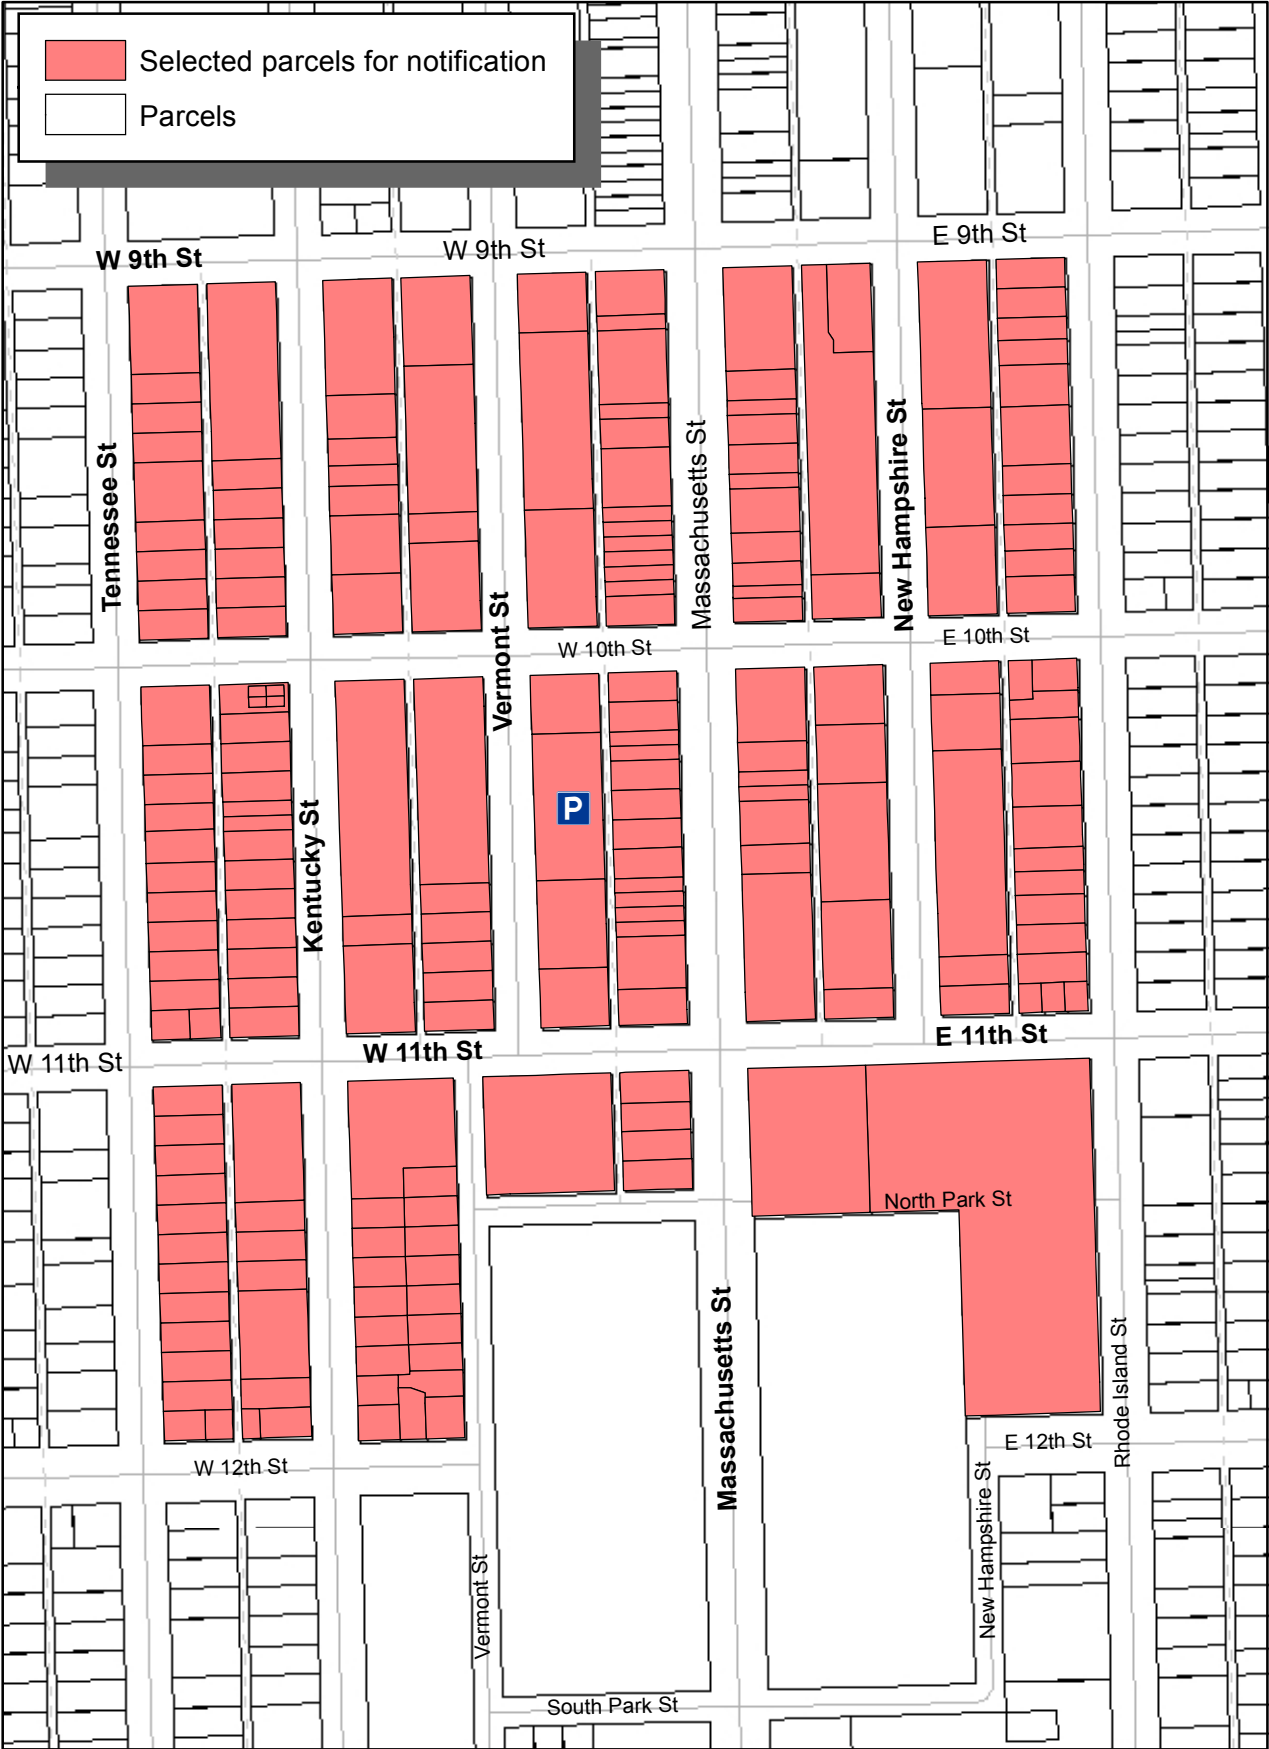 Selected parcels for notification
Parcels
W 9th St
W 9th St
E 9th St
Tennessee St
Massachusetts St
New Hampshire St
Vermont St
W 10th St
E 10th St
P
Kentucky St
W 11th St
W 11th St
E 11th St
North Park St
Massachusetts St
Rhode Island St
W 12th St
E 12th St
Vermont St
New Hampshire St
South Park St